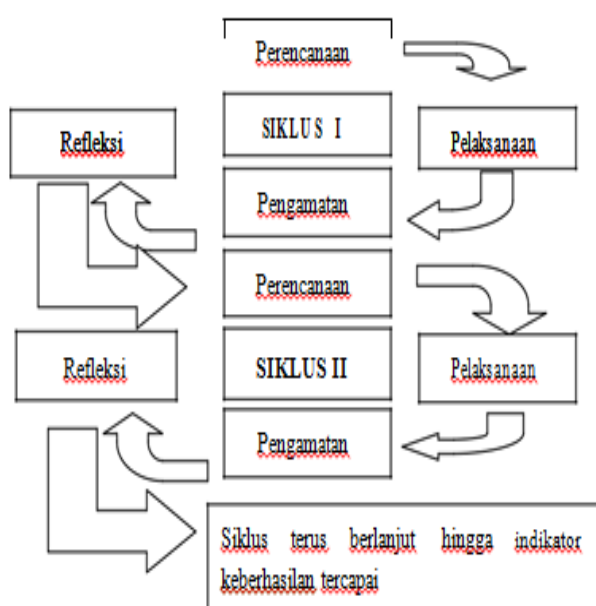 Perencanaan
SIKLUS I
Refleksi
Pelaksanaan
Pengamatan
Perencanaan
Refleksi
SIKLUS II
Pelaksanaan
Pengamatan
Siklus terus berlanjut hingga indikator
keberhasilan tercapai